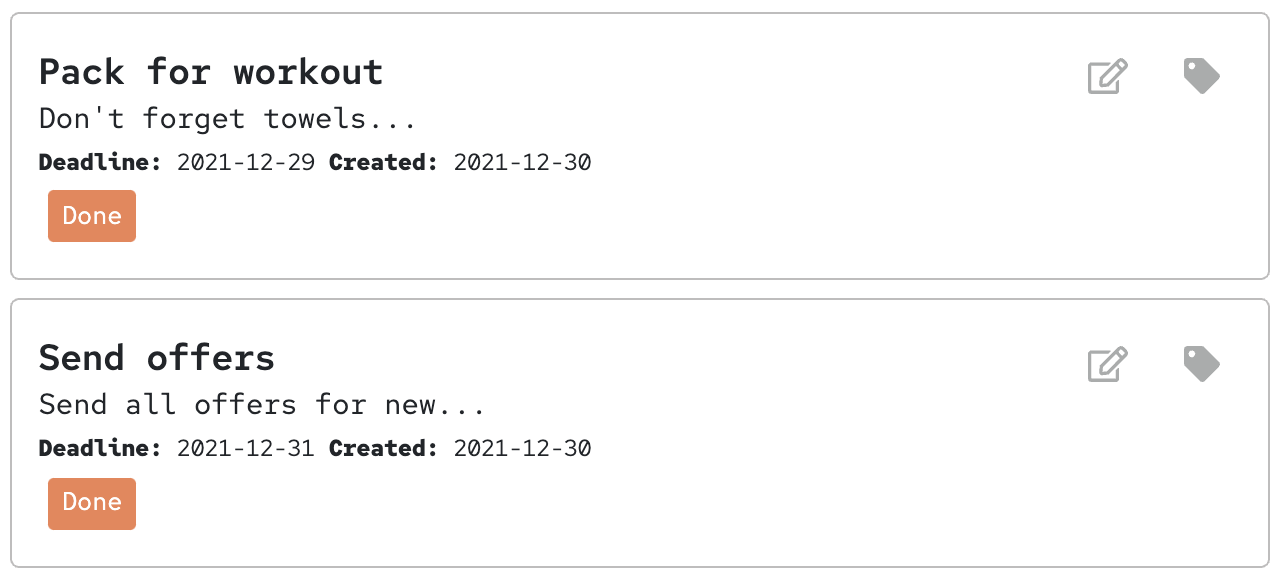 Pack for workout
Don't forget towels...
Deadline: 2021-12-29 Created: 2021-12-30
Done
Send offers
Send all offers for new...
Deadline: 2021-12-31 Created: 2021-12-30
Done